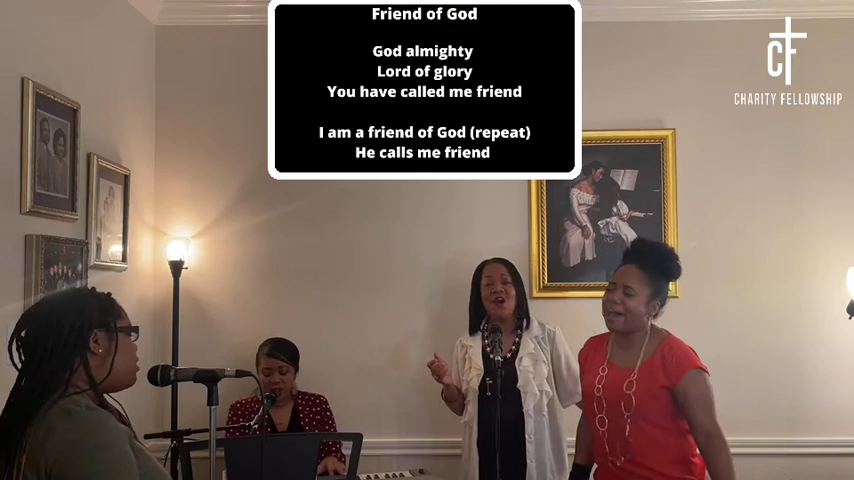 Friend of God
God almighty
Lord of glory
You have called me friend
I am a friend of God (repeat)
He calls me friend
CF
CHARITY FELLOWSHIP